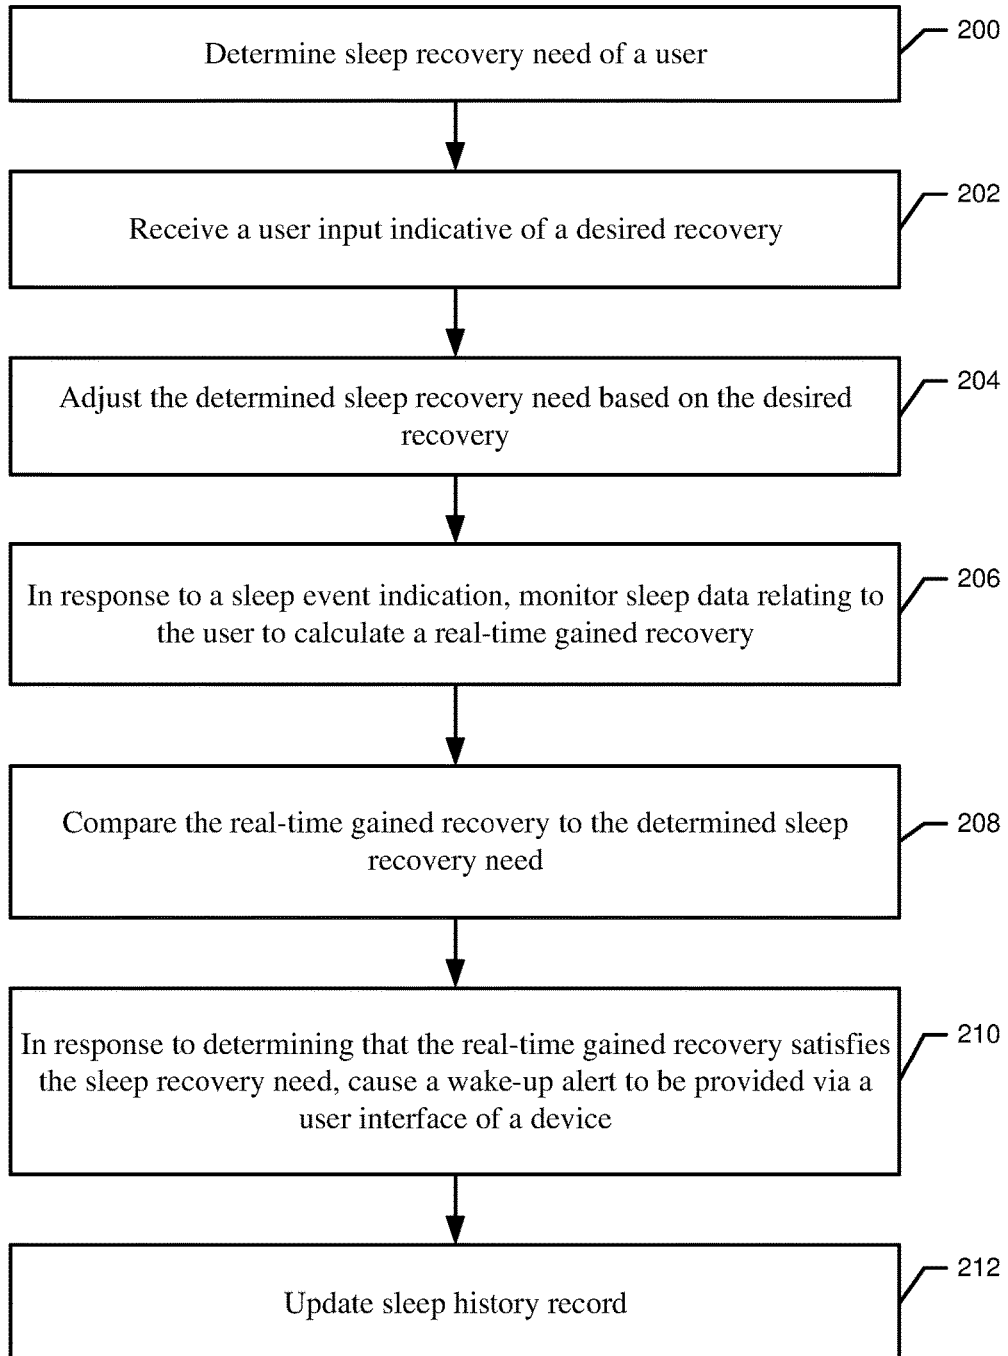 Determine sleep recovery need of a user
200
Receive a user input indicative of a desired recovery
202
Adjust the determined sleep recovery need based on the desired
recovery
204
In response to a sleep event indication, monitor sleep data relating to
the user to calculate a real-time gained recovery
206
Compare the real-time gained recovery to the determined sleep
recovery need
208
In response to determining that the real-time gained recovery satisfies
the sleep recovery need, cause a wake-up alert to be provided via a
user interface of a device
210
Update sleep history record
212